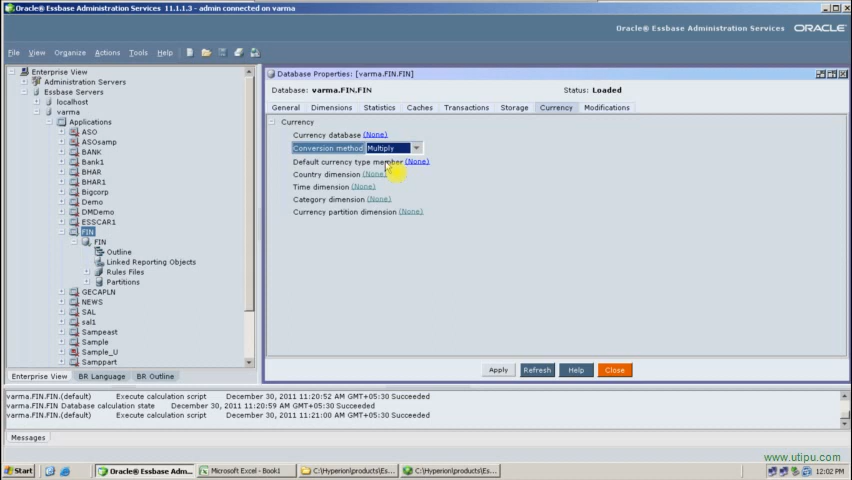 Oracle® Essbase Administration Services 11.1.1.3 - admin connected on varma
Oracle® Essbase Administration Services ORACLE
File View Organize Actions Tools Help
Enterprise View
Administration Servers
Essbase Servers
localhost
varma
Applications
ASO
ASOsamp
BANK
Bank1
BHAR
BHAR1
Bigcorp
Demo
DMDemo
ESSCAR1
FIN
FIN
Outline
Linked Reporting Objects
Rules Files
Partitions
GECAPLN
NEWS
SAL
sal1
Sampeast
Sample
Sample_U
Samppart
Enterprise View BR Language BR Outline
Database Properties: [varma.FIN.FIN]
Database: varma.FIN.FIN Status: Loaded
General Dimensions Statistics Caches Transactions Storage Currency Modifications
Currency
Currency database (None)
Conversion method Multiply
Default currency type member (None)
Country dimension (None)
Time dimension (None)
Category dimension (None)
Currency partition dimension (None)
Apply Refresh Help Close
varma.FIN.FIN.(default) Execute calculation script December 30, 2011 11:20:52 AM GMT+05:30 Succeeded
varma.FIN.FIN Database calculation state December 30, 2011 11:20:59 AM GMT+05:30 Succeeded
varma.FIN.FIN.(default) Execute calculation script December 30, 2011 11:21:00 AM GMT+05:30 Succeeded
Messages
www.utipu.com
Start Oracle® Essbase Adm... Microsoft Excel - Book1 C:\Hyperion\products\Es... C:\Hyperion\products\Es... 12:02 PM